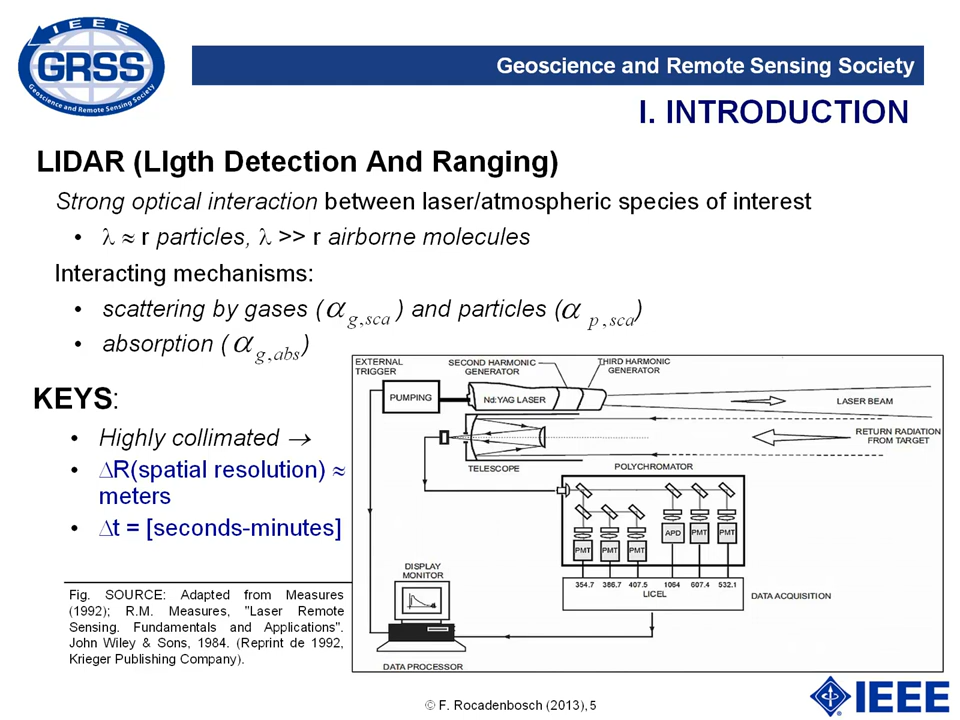 IEEE
GRSS
Geoscience and Remote Sensing Society
Geoscience and Remote Sensing Society
I. INTRODUCTION
LIDAR (LIgth Detection And Ranging)
Strong optical interaction between laser/atmospheric species of interest
• λ ≈ r particles, λ >> r airborne molecules
Interacting mechanisms:
• scattering by gases (α g,sca ) and particles (α p,sca)
• absorption (α g,abs)
KEYS:
• Highly collimated →
• ΔR(spatial resolution) ≈
meters
• Δt = [seconds-minutes]
Fig. SOURCE: Adapted from Measures
(1992); R.M. Measures, "Laser Remote
Sensing. Fundamentals and Applications".
John Wiley & Sons, 1984. (Reprint de 1992,
Krieger Publishing Company).
EXTERNAL
TRIGGER
SECOND HARMONIC
GENERATOR
THIRD HARMONIC
GENERATOR
PUMPING
Nd:YAG LASER
LASER BEAM
RETURN RADIATION
FROM TARGET
TELESCOPE
POLYCHROMATOR
APD PMT PMT
PMT PMT PMT
354.7 386.7 407.5 1064 607.4 532.1
LICEL
DATA ACQUISITION
DISPLAY
MONITOR
DATA PROCESSOR
© F. Rocadenbosch (2013), 5
IEEE